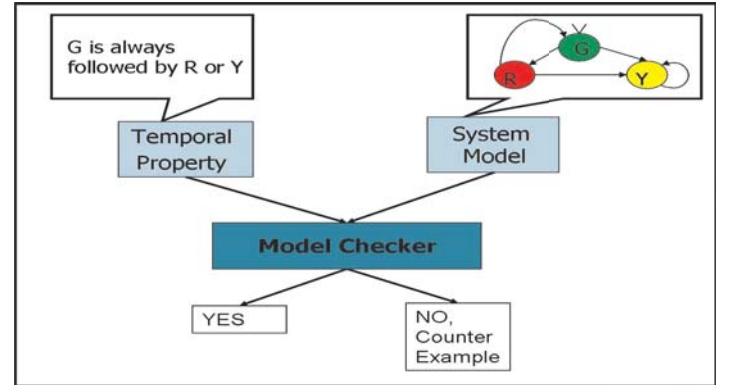 G is always
followed by R or Y
G
R
Y
Temporal
Property
System
Model
Model Checker
YES
NO,
Counter
Example